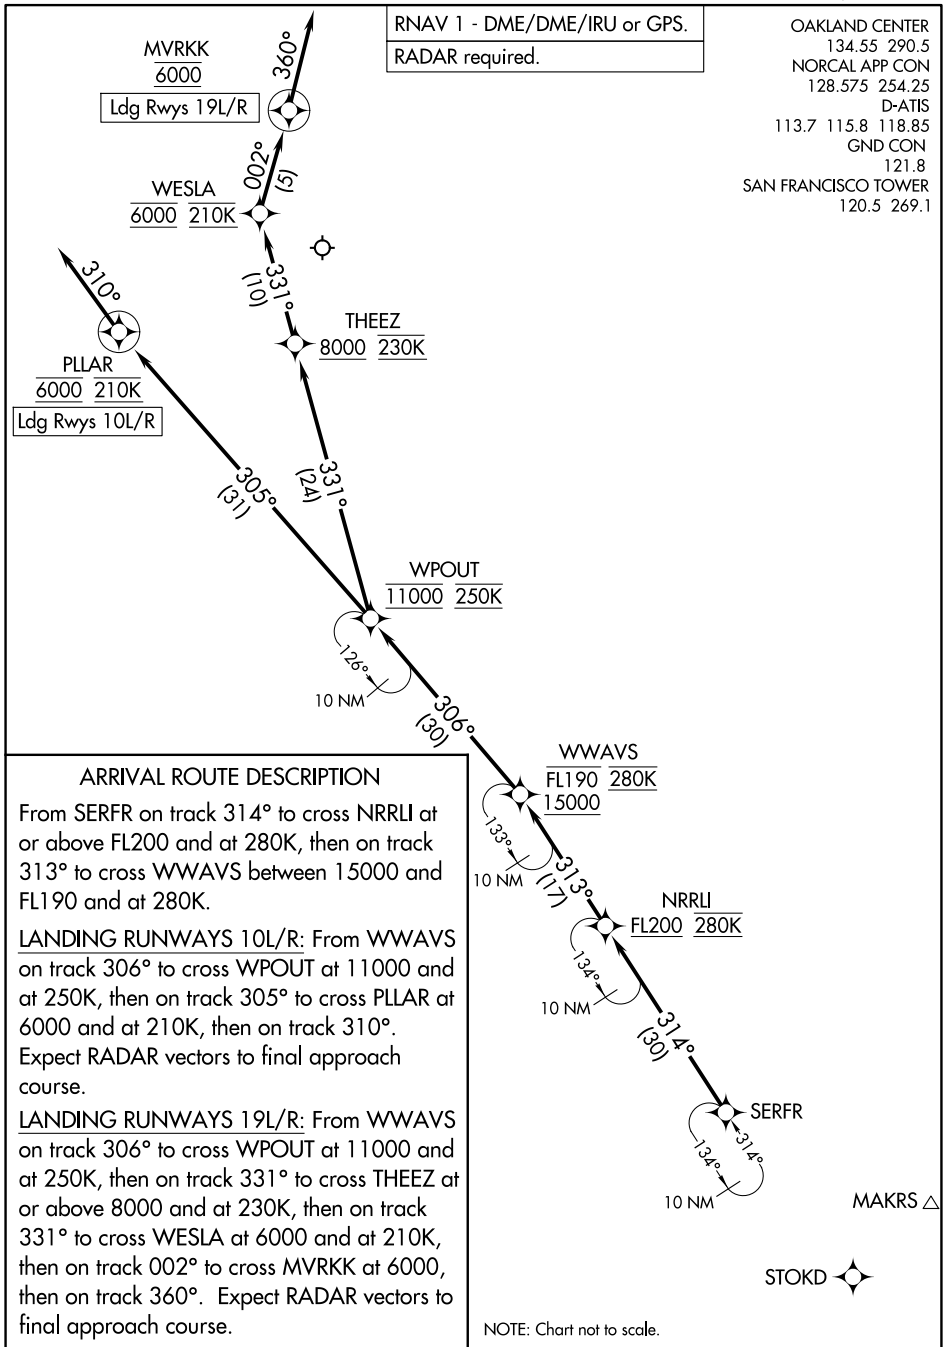 RNAV 1 - DME/DME/IRU or GPS.
RADAR required.
OAKLAND CENTER
134.55 290.5
NORCAL APP CON
128.575 254.25
D-ATIS
113.7 115.8 118.85
GND CON
121.8
SAN FRANCISCO TOWER
120.5 269.1
MVRKK
6000
Ldg Rwys 19L/R
360°
002°
(5)
WESLA
6000 210K
331°
(10)
310°
THEEZ
8000 230K
PLLAR
6000 210K
Ldg Rwys 10L/R
305°
(31)
331°
(24)
WPOUT
11000 250K
126°
10 NM
306°
(30)
WWAVS
FL190 280K
15000
133°
10 NM
313°
(17)
NRRLI
FL200 280K
134°
10 NM
314°
(30)
SERFR
134°
314°
10 NM
MAKRS
STOKD
NOTE: Chart not to scale.
ARRIVAL ROUTE DESCRIPTION
From SERFR on track 314° to cross NRRLI at
or above FL200 and at 280K, then on track
313° to cross WWAVS between 15000 and
FL190 and at 280K.
LANDING RUNWAYS 10L/R: From WWAVS
on track 306° to cross WPOUT at 11000 and
at 250K, then on track 305° to cross PLLAR at
6000 and at 210K, then on track 310°.
Expect RADAR vectors to final approach
course.
LANDING RUNWAYS 19L/R: From WWAVS
on track 306° to cross WPOUT at 11000 and
at 250K, then on track 331° to cross THEEZ at
or above 8000 and at 230K, then on track
331° to cross WESLA at 6000 and at 210K,
then on track 002° to cross MVRKK at 6000,
then on track 360°. Expect RADAR vectors to
final approach course.